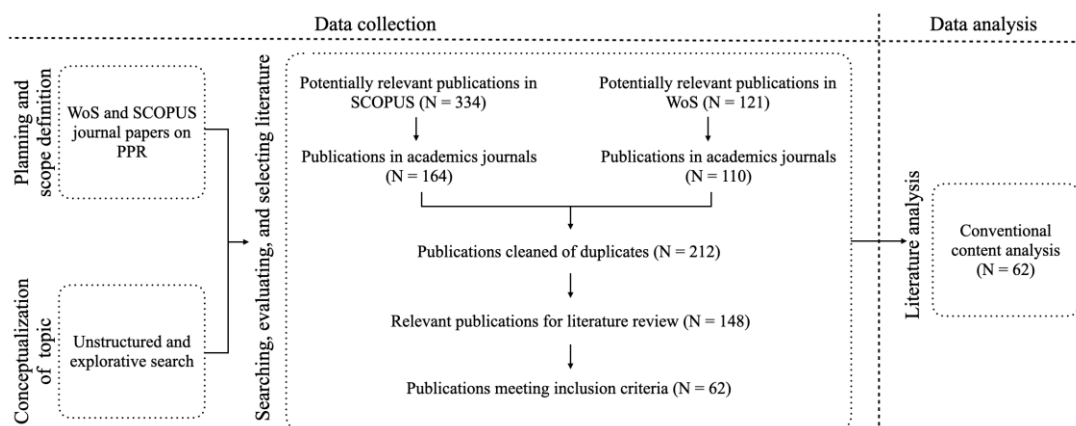 Data collection
Data analysis
Planning and
scope definition
WoS and SCOPUS
journal papers on
PPR
Conceptualization
of topic
Unstructured and
explorative search
Searching, evaluating, and selecting literature
Potentially relevant publications in
SCOPUS (N = 334)
Potentially relevant publications in
WoS (N = 121)
Publications in academics journals
(N = 164)
Publications in academics journals
(N = 110)
Publications cleaned of duplicates (N = 212)
Relevant publications for literature review (N = 148)
Publications meeting inclusion criteria (N = 62)
Literature analysis
Conventional
content analysis
(N = 62)